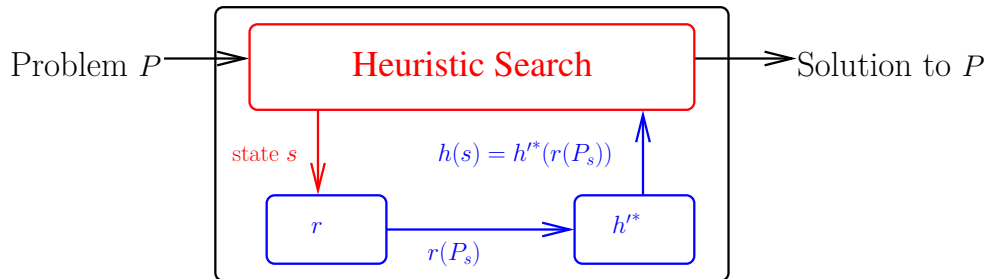 Problem P
Heuristic Search
Solution to P
state s
h(s) = h′*(r(P_s))
r
h′*
r(P_s)